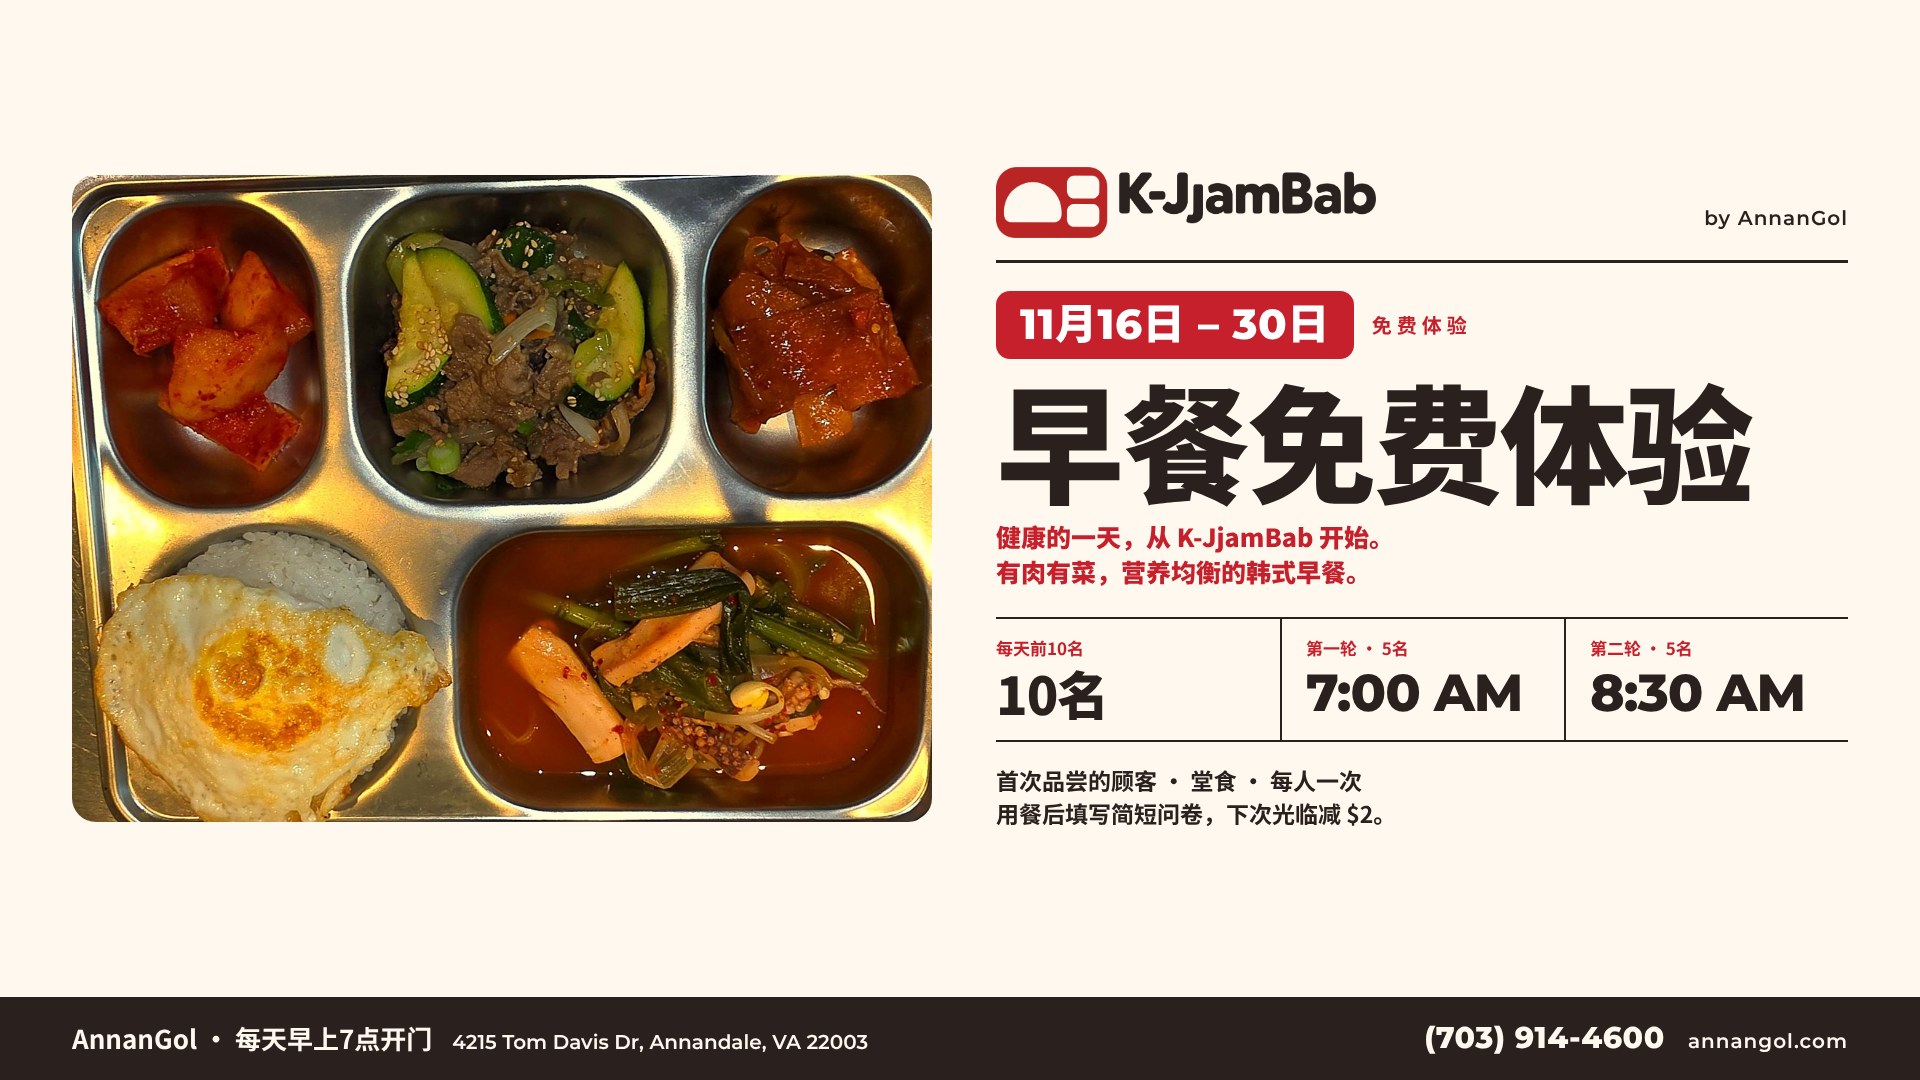 K-JjamBab
by AnnanGol
11月16日 – 30日
免费体验
早餐免费体验
健康的一天，从 K-JjamBab 开始。
有肉有菜，营养均衡的韩式早餐。
每天前10名
10名
第一轮 · 5名
7:00 AM
第二轮 · 5名
8:30 AM
首次品尝的顾客 · 堂食 · 每人一次
用餐后填写简短问卷，下次光临减 $2。
AnnanGol · 每天早上7点开门
4215 Tom Davis Dr, Annandale, VA 22003
(703) 914-4600
annangol.com